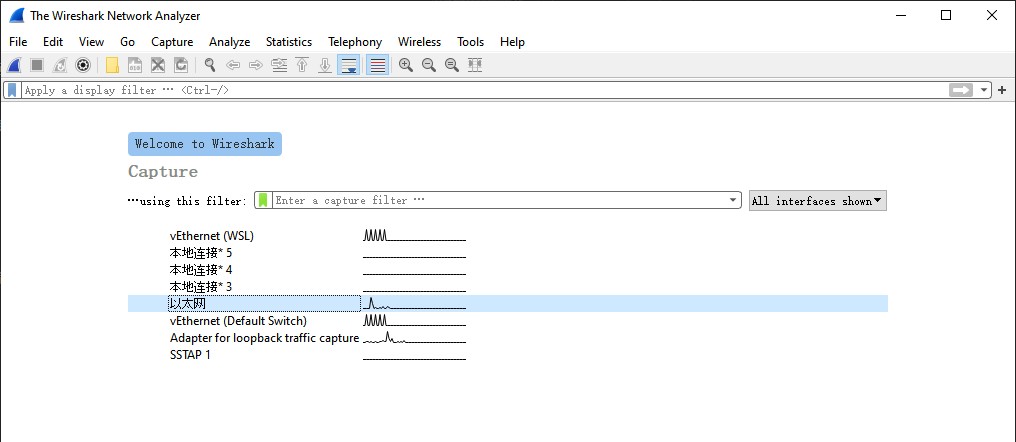 The Wireshark Network Analyzer
File Edit View Go Capture Analyze Statistics Telephony Wireless Tools Help
Apply a display filter … <Ctrl-/>
Welcome to Wireshark
Capture
…using this filter: Enter a capture filter … All interfaces shown
vEthernet (WSL)
本地连接* 5
本地连接* 4
本地连接* 3
以太网
vEthernet (Default Switch)
Adapter for loopback traffic capture
SSTAP 1